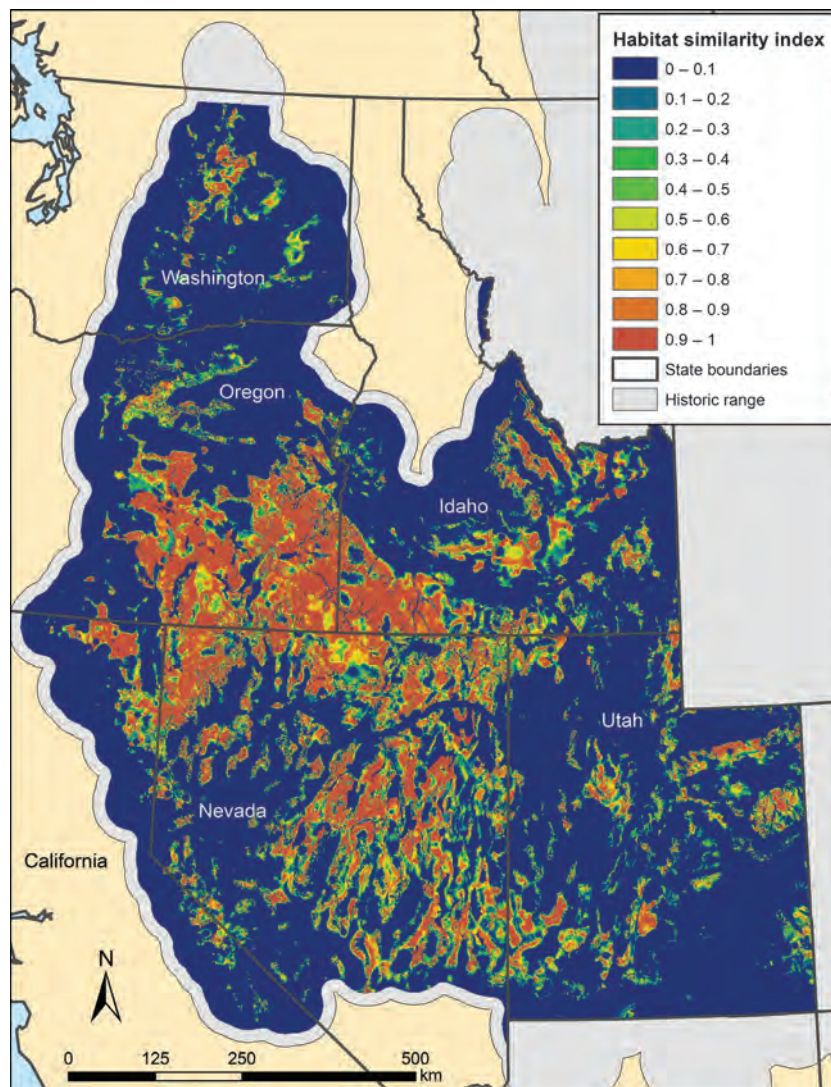 Habitat similarity index
0 – 0.1
0.1 – 0.2
0.2 – 0.3
0.3 – 0.4
0.4 – 0.5
0.5 – 0.6
0.6 – 0.7
0.7 – 0.8
0.8 – 0.9
0.9 – 1
State boundaries
Historic range
Washington
Oregon
Idaho
Utah
Nevada
California
N
0 125 250 500
km